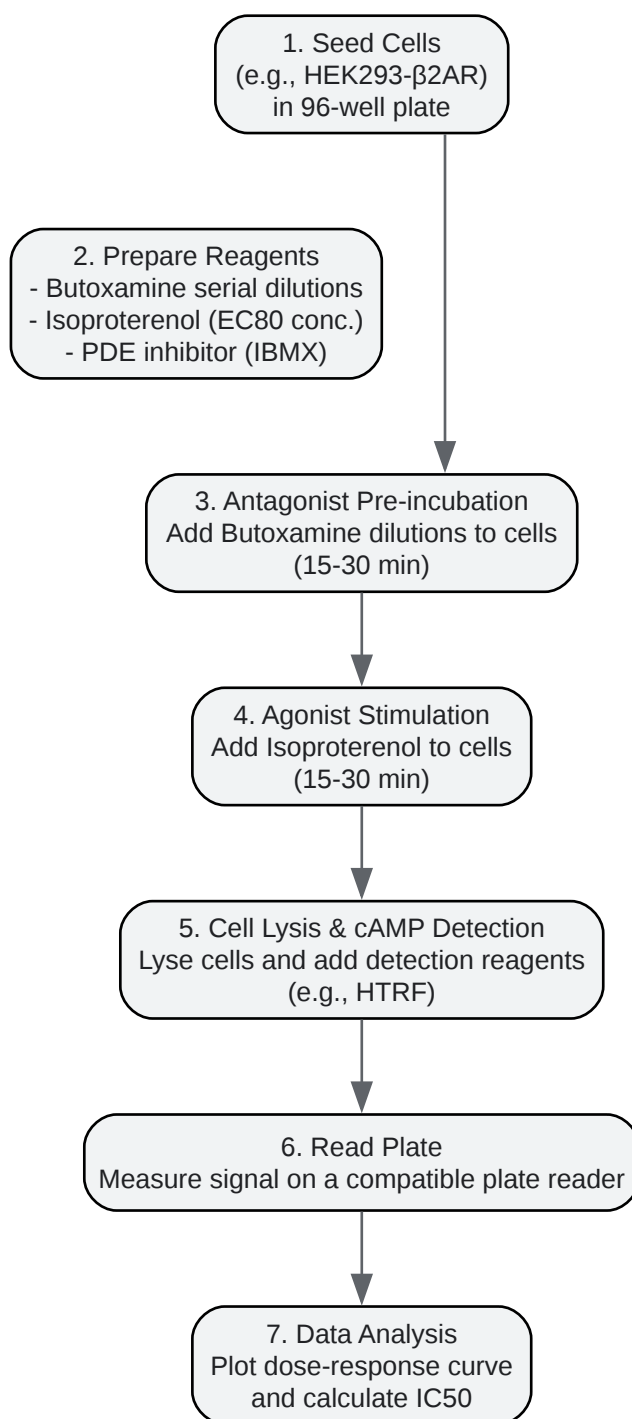 1. Seed Cells
(e.g., HEK293-β2AR)
in 96-well plate
2. Prepare Reagents
- Butoxamine serial dilutions
- Isoproterenol (EC80 conc.)
- PDE inhibitor (IBMX)
3. Antagonist Pre-incubation
Add Butoxamine dilutions to cells
(15-30 min)
4. Agonist Stimulation
Add Isoproterenol to cells
(15-30 min)
5. Cell Lysis & cAMP Detection
Lyse cells and add detection reagents
(e.g., HTRF)
6. Read Plate
Measure signal on a compatible plate reader
7. Data Analysis
Plot dose-response curve
and calculate IC50